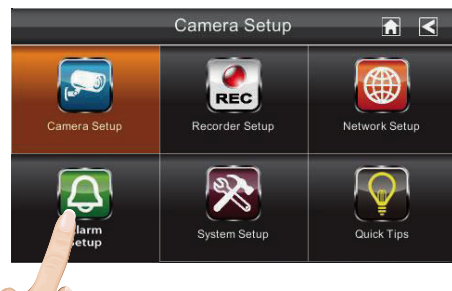 Camera Setup
REC
Camera Setup
Recorder Setup
Network Setup
System Setup
Quick Tips